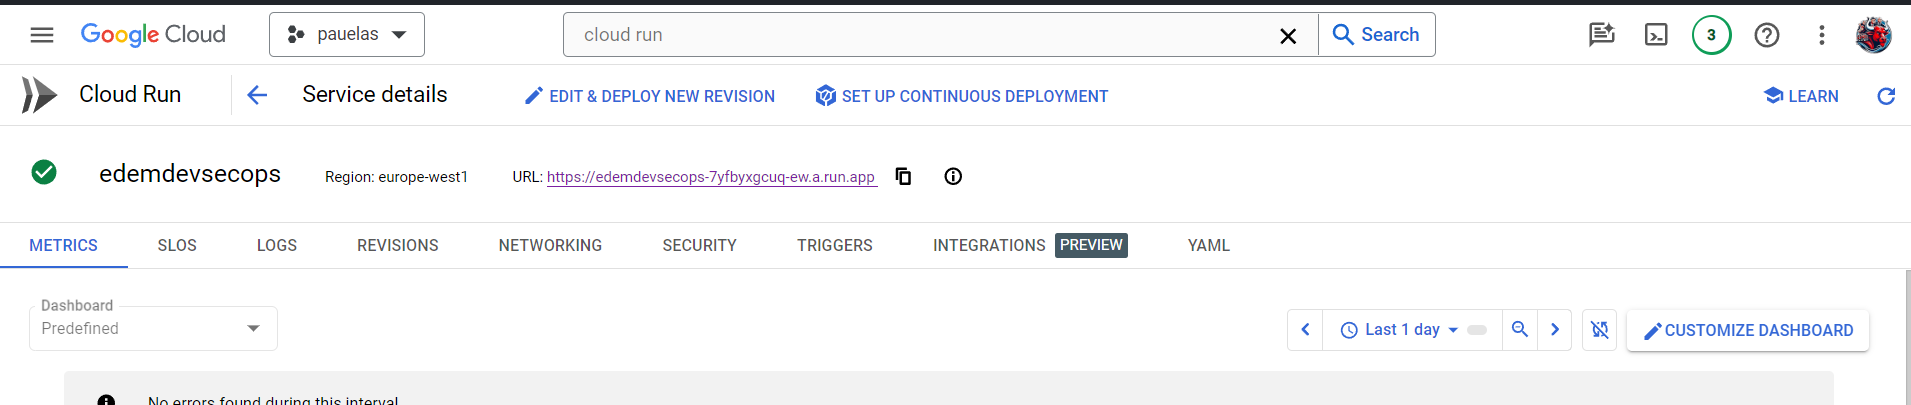 Google Cloud
pauelas
cloud run
Search
3
Cloud Run
Service details
EDIT & DEPLOY NEW REVISION
SET UP CONTINUOUS DEPLOYMENT
LEARN
edemdevsecops
Region: europe-west1
URL: https://edemdevsecops-7yfbyxgcuq-ew.a.run.app
METRICS
SLOS
LOGS
REVISIONS
NETWORKING
SECURITY
TRIGGERS
INTEGRATIONS
PREVIEW
YAML
Dashboard
Predefined
Last 1 day
CUSTOMIZE DASHBOARD
No errors found during this interval